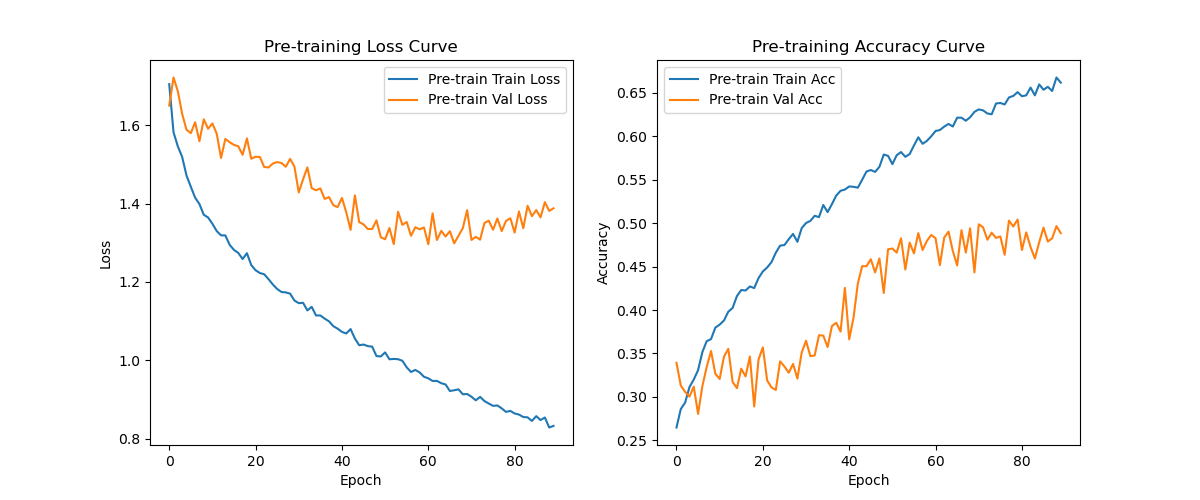 Pre-training Loss Curve
Pre-train Train Loss
Pre-train Val Loss
1.6
1.4
1.2
1.0
0.8
Loss
0
20
40
60
80
Epoch
Pre-training Accuracy Curve
Pre-train Train Acc
Pre-train Val Acc
0.65
0.60
0.55
0.50
0.45
0.40
0.35
0.30
0.25
Accuracy
0
20
40
60
80
Epoch